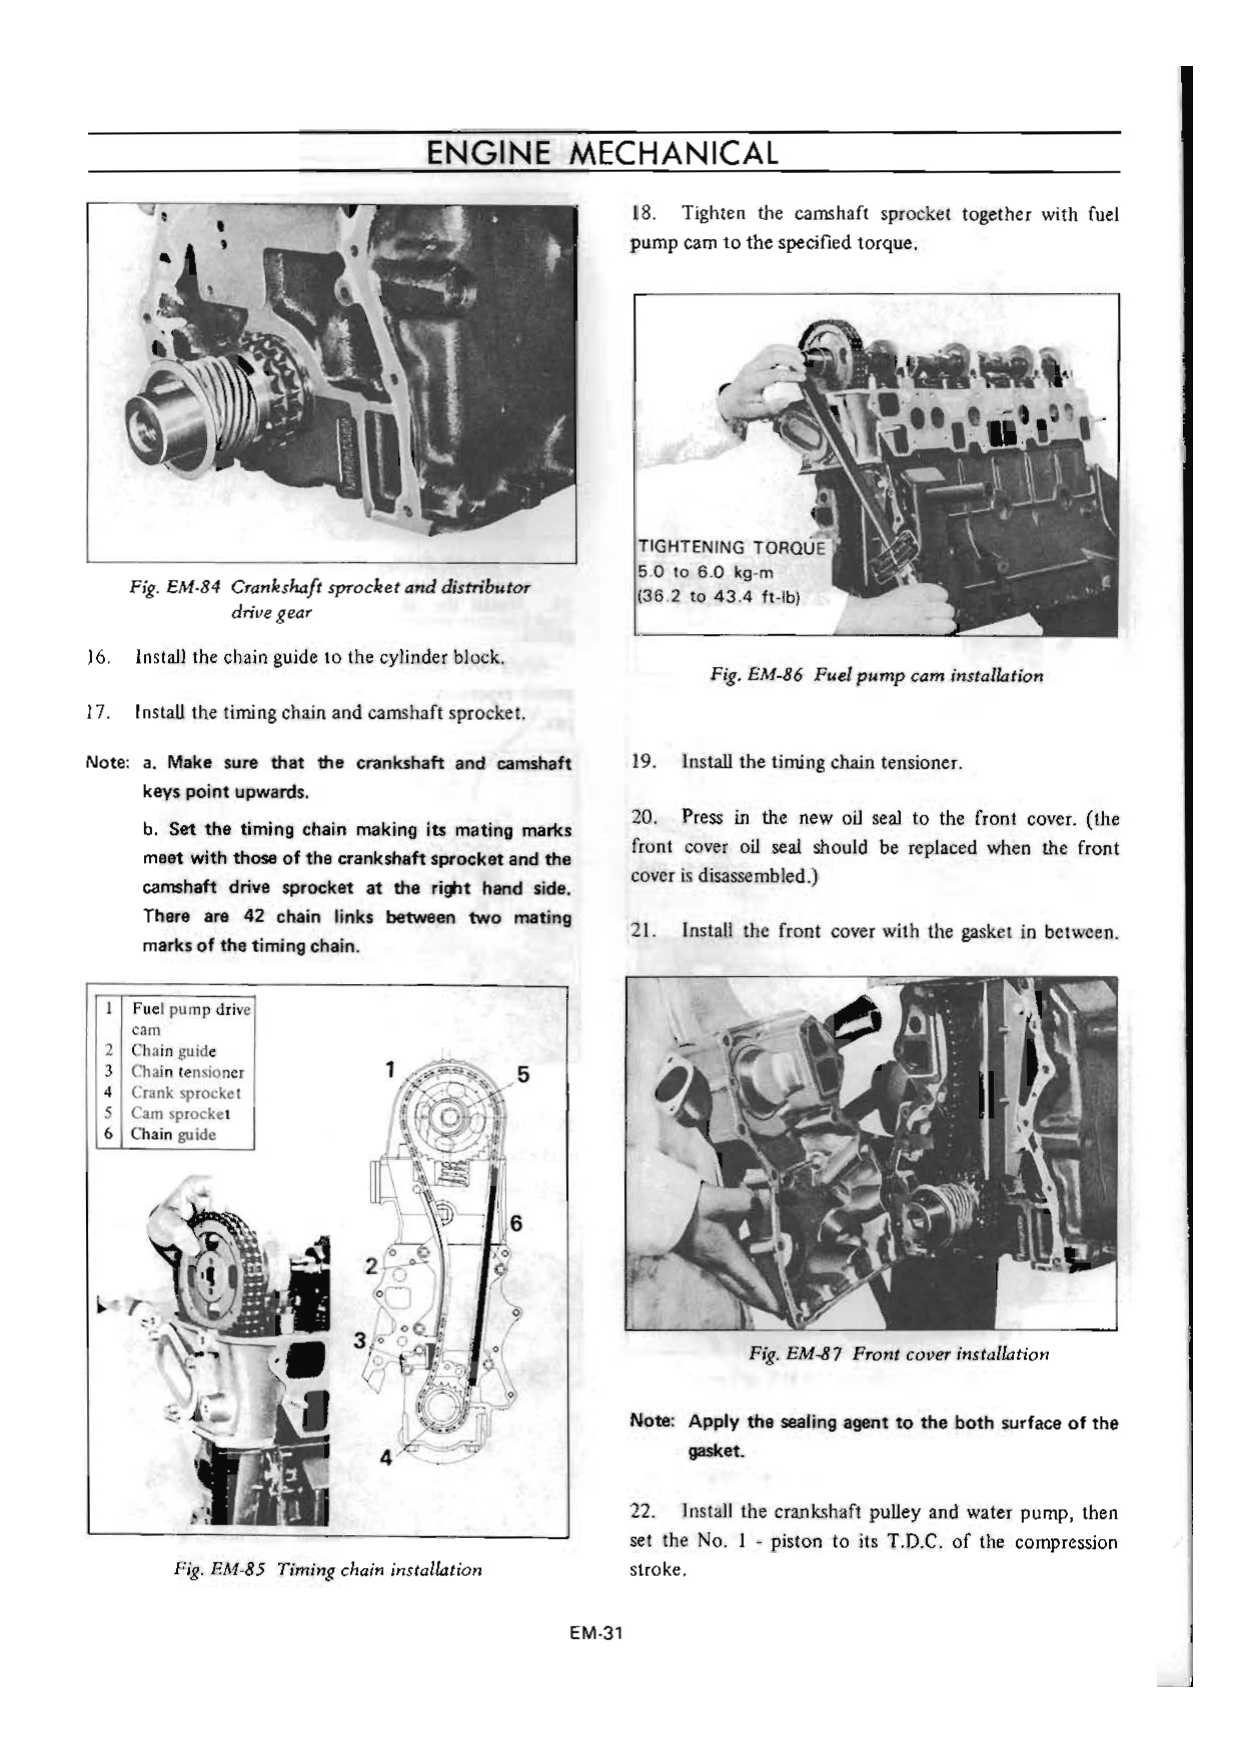 ENGINE MECHANICAL
Fig. EM-84 Crankshaft sprocket and distributor
drive gear
16. Install the chain guide to the cylinder block.
17. Install the timing chain and camshaft sprocket.
Note: a. Make sure that the crankshaft and camshaft
keys point upwards.
b. Set the timing chain making its mating marks
meet with those of the crankshaft sprocket and the
camshaft drive sprocket at the right hand side.
There are 42 chain links between two mating
marks of the timing chain.
1 Fuel pump drive
cam
2 Chain guide
3 Chain tensioner
4 Crank sprocket
5 Cam sprocket
6 Chain guide
1
5
6
2
3
4
Fig. EM-85 Timing chain installation
18. Tighten the camshaft sprocket together with fuel
pump cam to the specified torque.
TIGHTENING TORQUE
5.0 to 6.0 kg-m
(36.2 to 43.4 ft-lb)
Fig. EM-86 Fuel pump cam installation
19. Install the timing chain tensioner.
20. Press in the new oil seal to the front cover. (the
front cover oil seal should be replaced when the front
cover is disassembled.)
21. Install the front cover with the gasket in between.
Fig. EM-87 Front cover installation
Note: Apply the sealing agent to the both surface of the
gasket.
22. Install the crankshaft pulley and water pump, then
set the No. 1 - piston to its T.D.C. of the compression
stroke.
EM-31